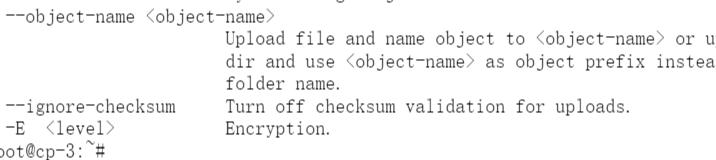 --object-name <object-name>
Upload file and name object to <object-name> or u
dir and use <object-name> as object prefix instea
folder name.
--ignore-checksum Turn off checksum validation for uploads.
-E <level> Encryption.
oot@cp-3:~#